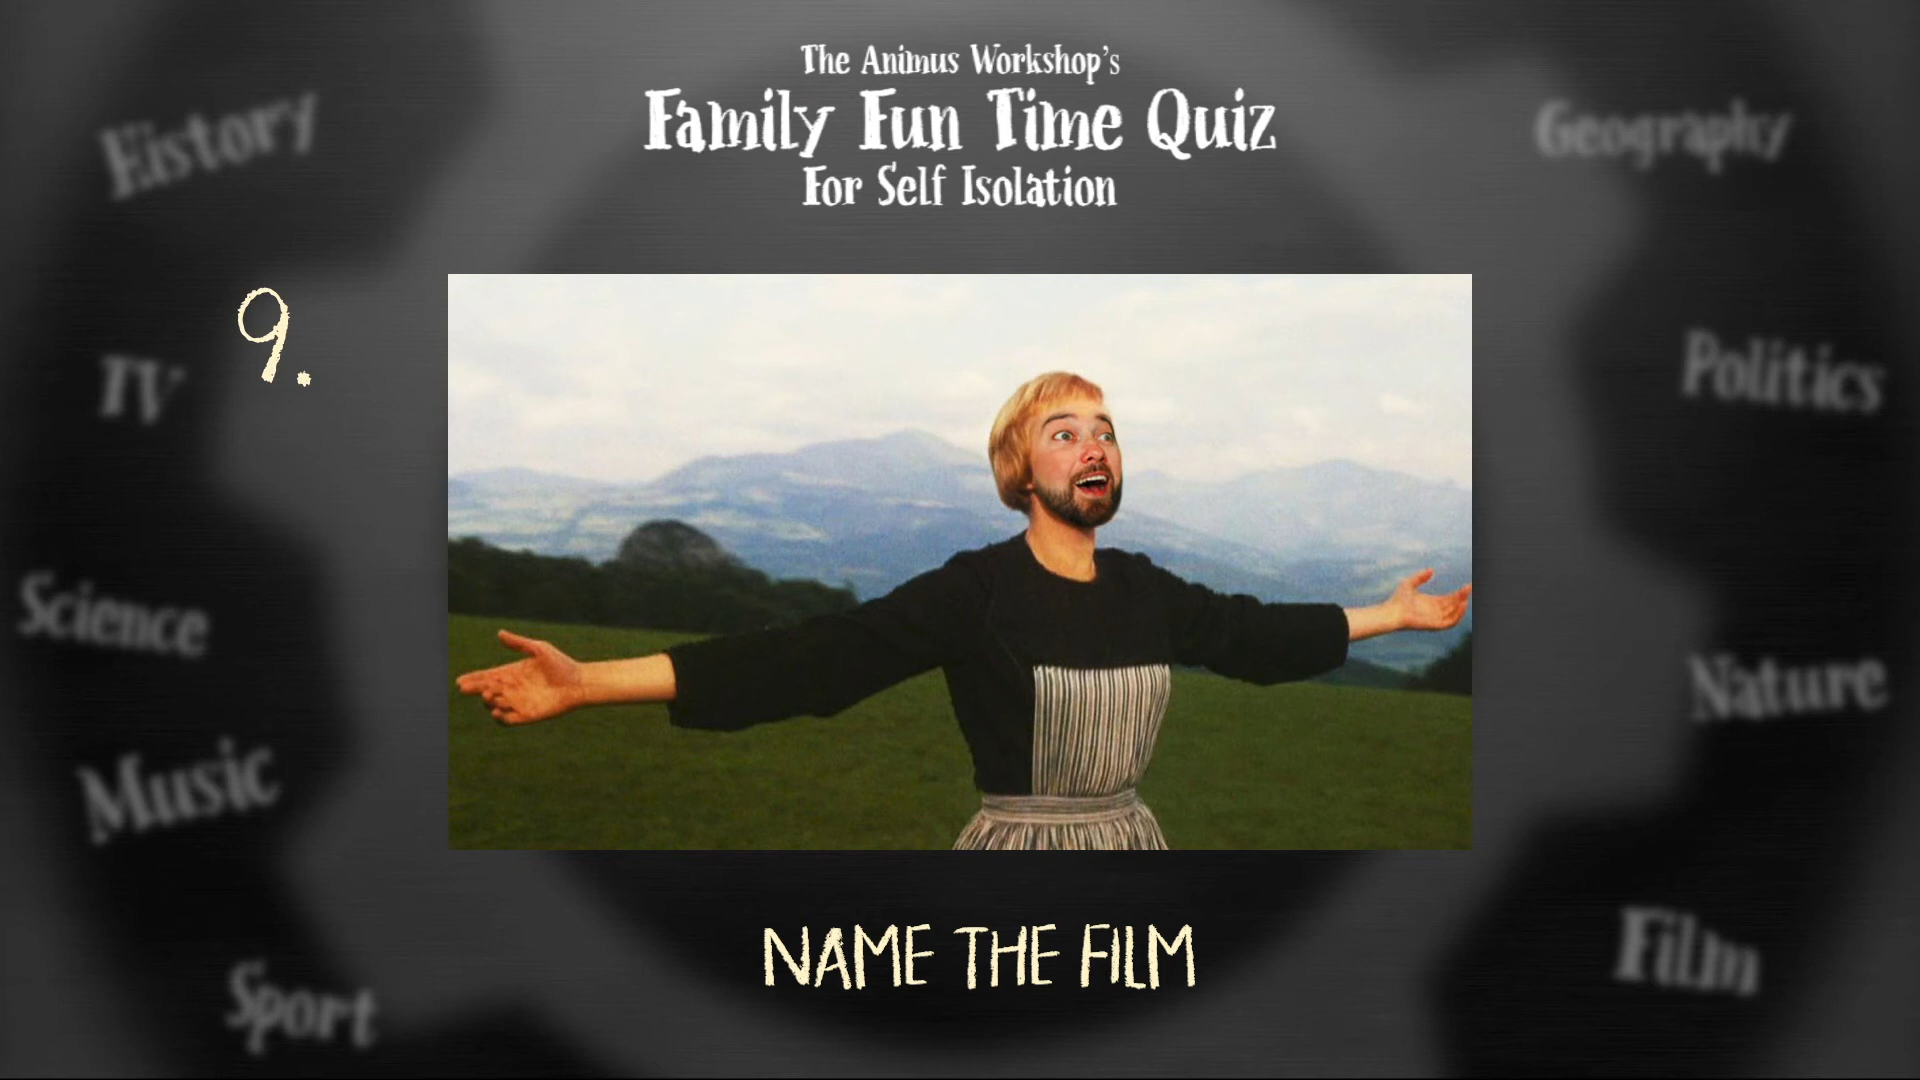 The Animus Workshop's
Family Fun Time Quiz
For Self Isolation
History
Geography
9.
TV
Politics
Science
Nature
Music
Film
Sport
NAME THE FILM